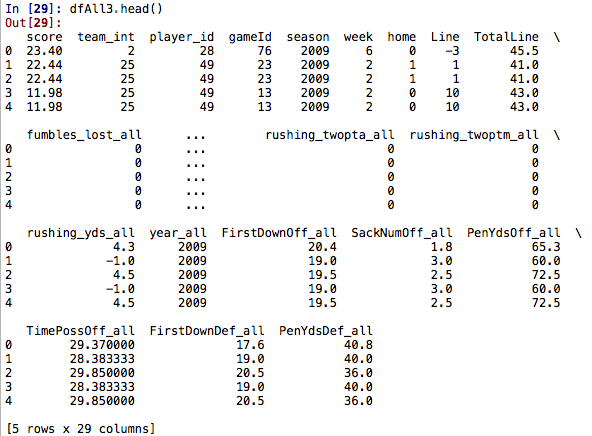 In [29]: dfAll3.head()
Out[29]:
score team_int player_id gameId season week home Line TotalLine \
0 23.40 2 28 76 2009 6 0 -3 45.5
1 22.44 25 49 23 2009 2 1 1 41.0
2 22.44 25 49 23 2009 2 1 1 41.0
3 11.98 25 49 13 2009 2 0 10 43.0
4 11.98 25 49 13 2009 2 0 10 43.0
fumbles_lost_all ... rushing_twopta_all rushing_twoptm_all \
0 0 ... 0 0
1 0 ... 0 0
2 0 ... 0 0
3 0 ... 0 0
4 0 ... 0 0
rushing_yds_all year_all FirstDownOff_all SackNumOff_all PenYdsOff_all \
0 4.3 2009 20.4 1.8 65.3
1 -1.0 2009 19.0 3.0 60.0
2 4.5 2009 19.5 2.5 72.5
3 -1.0 2009 19.0 3.0 60.0
4 4.5 2009 19.5 2.5 72.5
TimePossOff_all FirstDownDef_all PenYdsDef_all
0 29.370000 17.6 40.8
1 28.383333 19.0 40.0
2 29.850000 20.5 36.0
3 28.383333 19.0 40.0
4 29.850000 20.5 36.0
[5 rows x 29 columns]